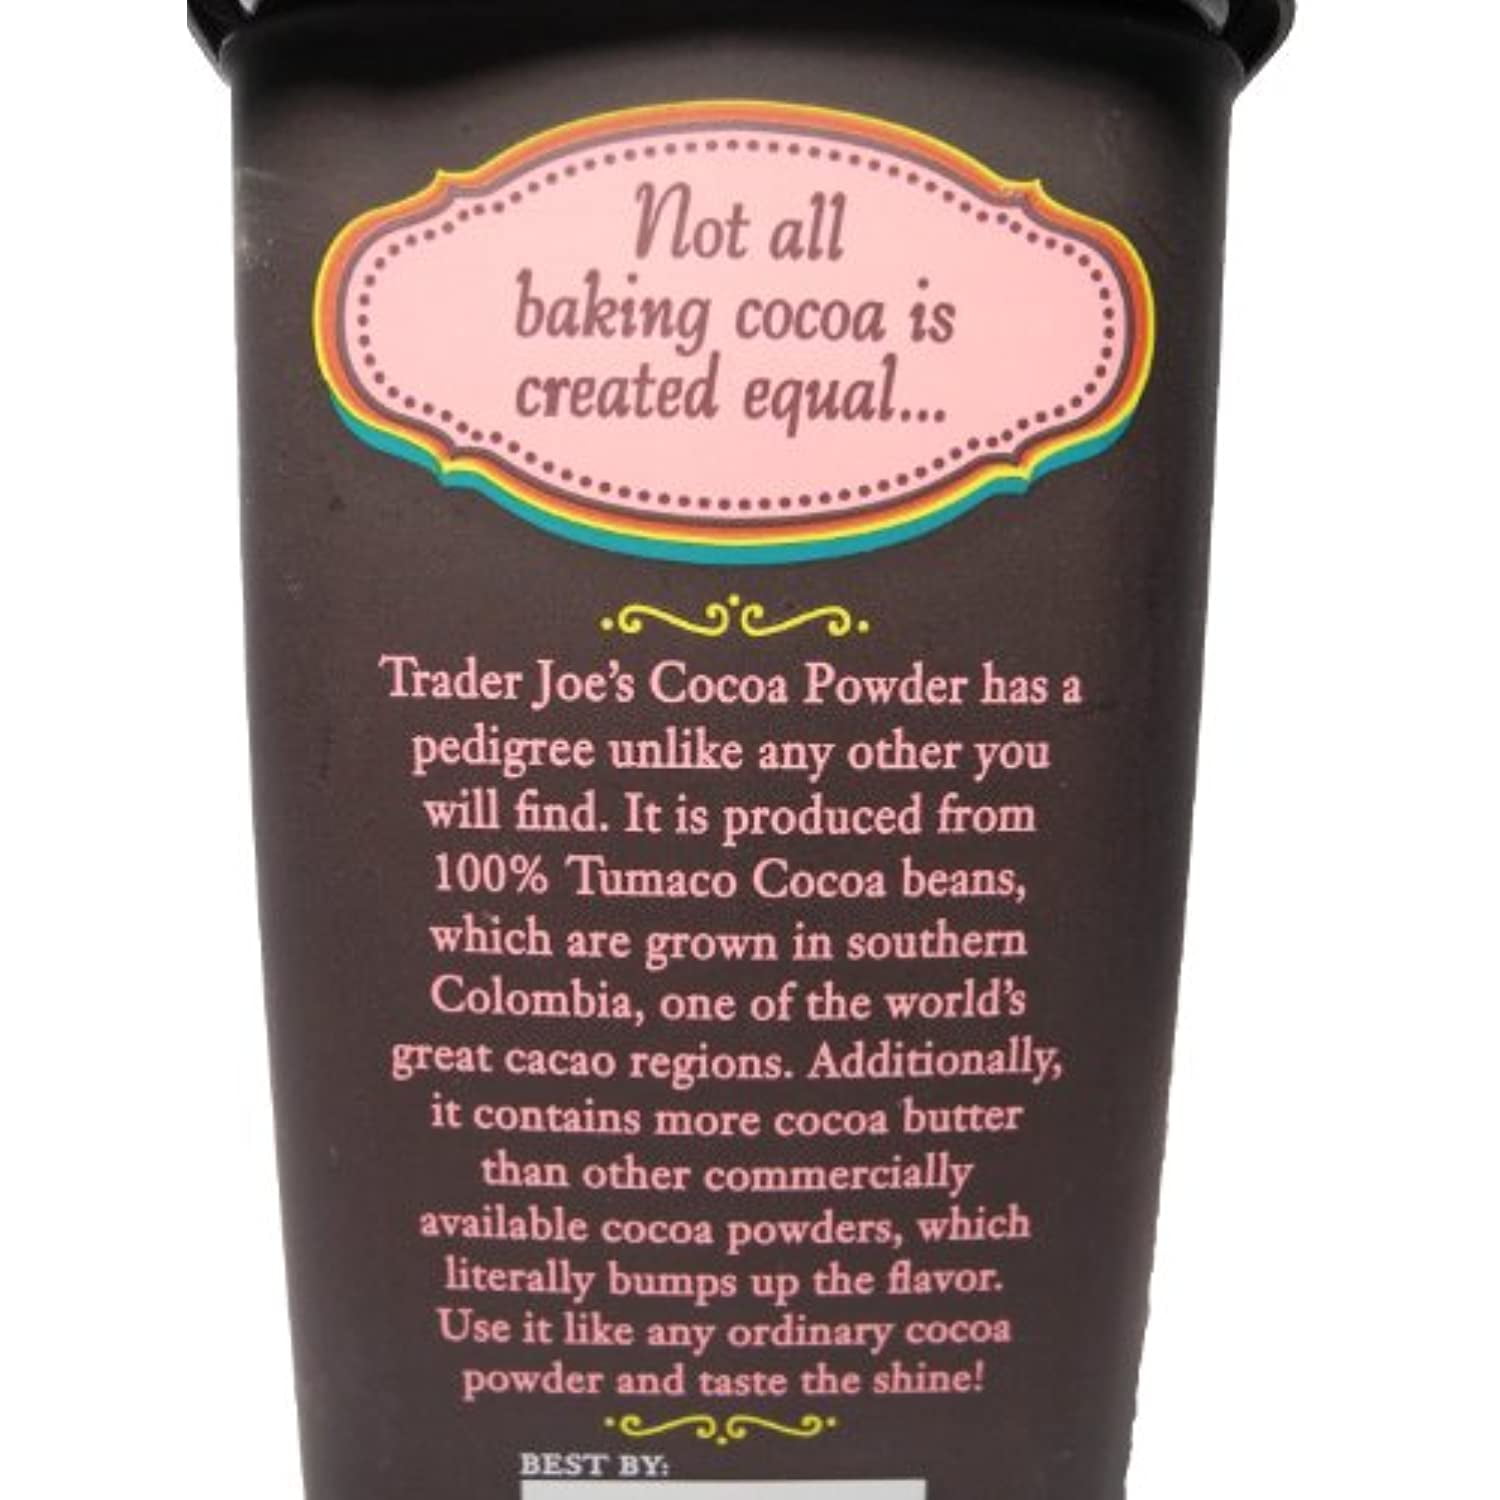 Not all
baking cocoa is
created equal...
Trader Joe's Cocoa Powder has a
pedigree unlike any other you
will find. It is produced from
100% Tumaco Cocoa beans,
which are grown in southern
Colombia, one of the world's
great cacao regions. Additionally,
it contains more cocoa butter
than other commercially
available cocoa powders, which
literally bumps up the flavor.
Use it like any ordinary cocoa
powder and taste the shine!
BEST BY: